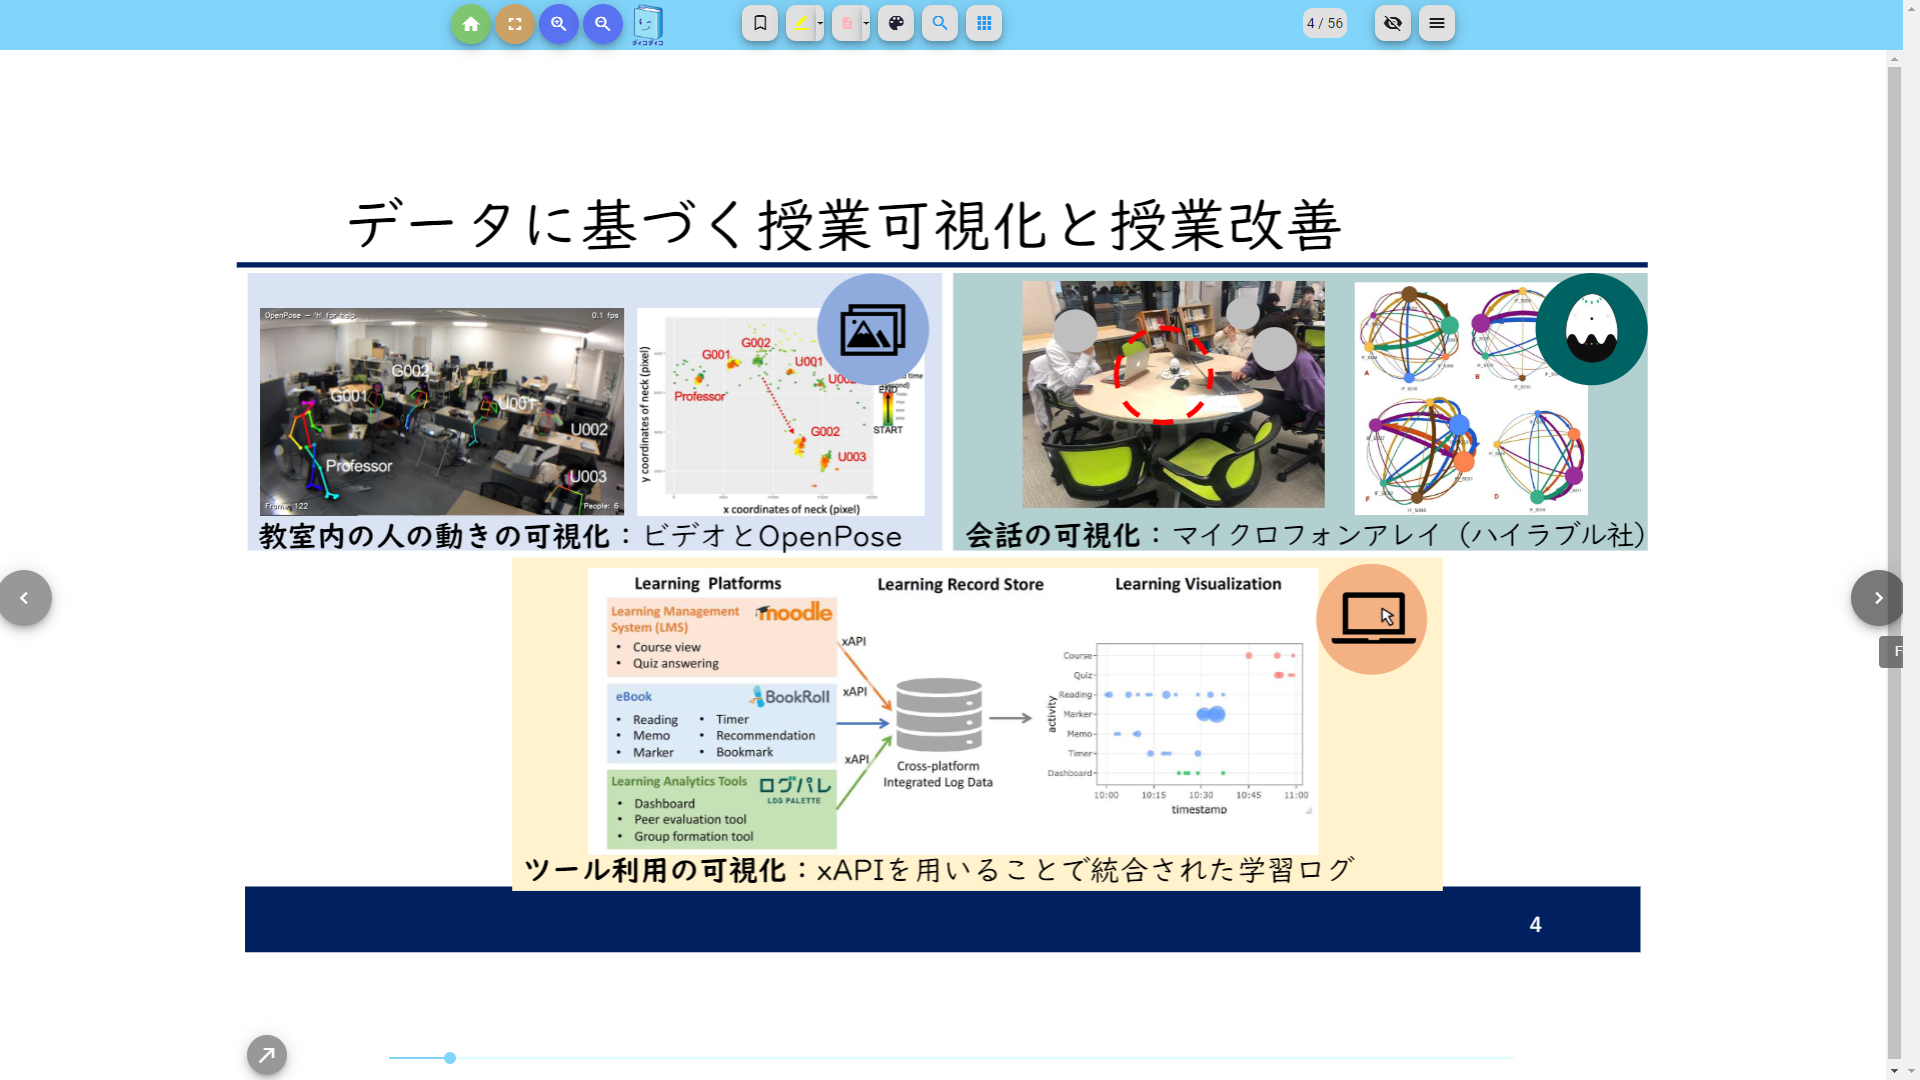 ダイコダイコ
4 / 56
データに基づく授業可視化と授業改善
OpenPose - 'h' for help
0.1 fps
G002
G001
U001
U002
Professor
U003
Frame: 122
People: 6
y coordinates of neck (pixel)
G002
G001
U001
Professor
END
START
G002
U003
x coordinates of neck (pixel)
教室内の人の動きの可視化：ビデオとOpenPose
A
B
F
D
会話の可視化：マイクロフォンアレイ（ハイラブル社）
Learning Platforms
Learning Record Store
Learning Visualization
Learning Management System (LMS)
moodle
• Course view
• Quiz answering
eBook
BookRoll
• Reading
• Memo
• Marker
• Timer
• Recommendation
• Bookmark
Learning Analytics Tools
ログパレ
LOG PALETTE
• Dashboard
• Peer evaluation tool
• Group formation tool
xAPI
xAPI
xAPI
Cross-platform
Integrated Log Data
activity
Course
Quiz
Reading
Marker
Memo
Timer
Dashboard
10:00 10:15 10:30 10:45 11:00
timestamp
ツール利用の可視化：xAPIを用いることで統合された学習ログ
4
F